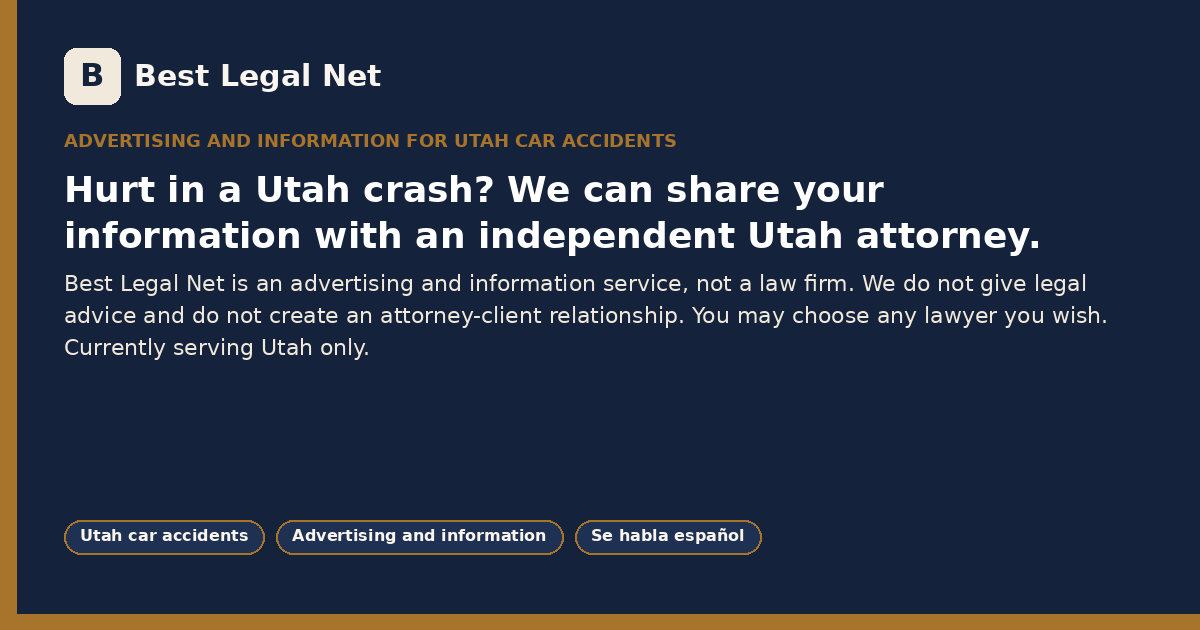 B
Best Legal Net
ADVERTISING AND INFORMATION FOR UTAH CAR ACCIDENTS
Hurt in a Utah crash? We can share your
information with an independent Utah attorney.
Best Legal Net is an advertising and information service, not a law firm. We do not give legal
advice and do not create an attorney-client relationship. You may choose any lawyer you wish.
Currently serving Utah only.
Utah car accidents
Advertising and information
Se habla español